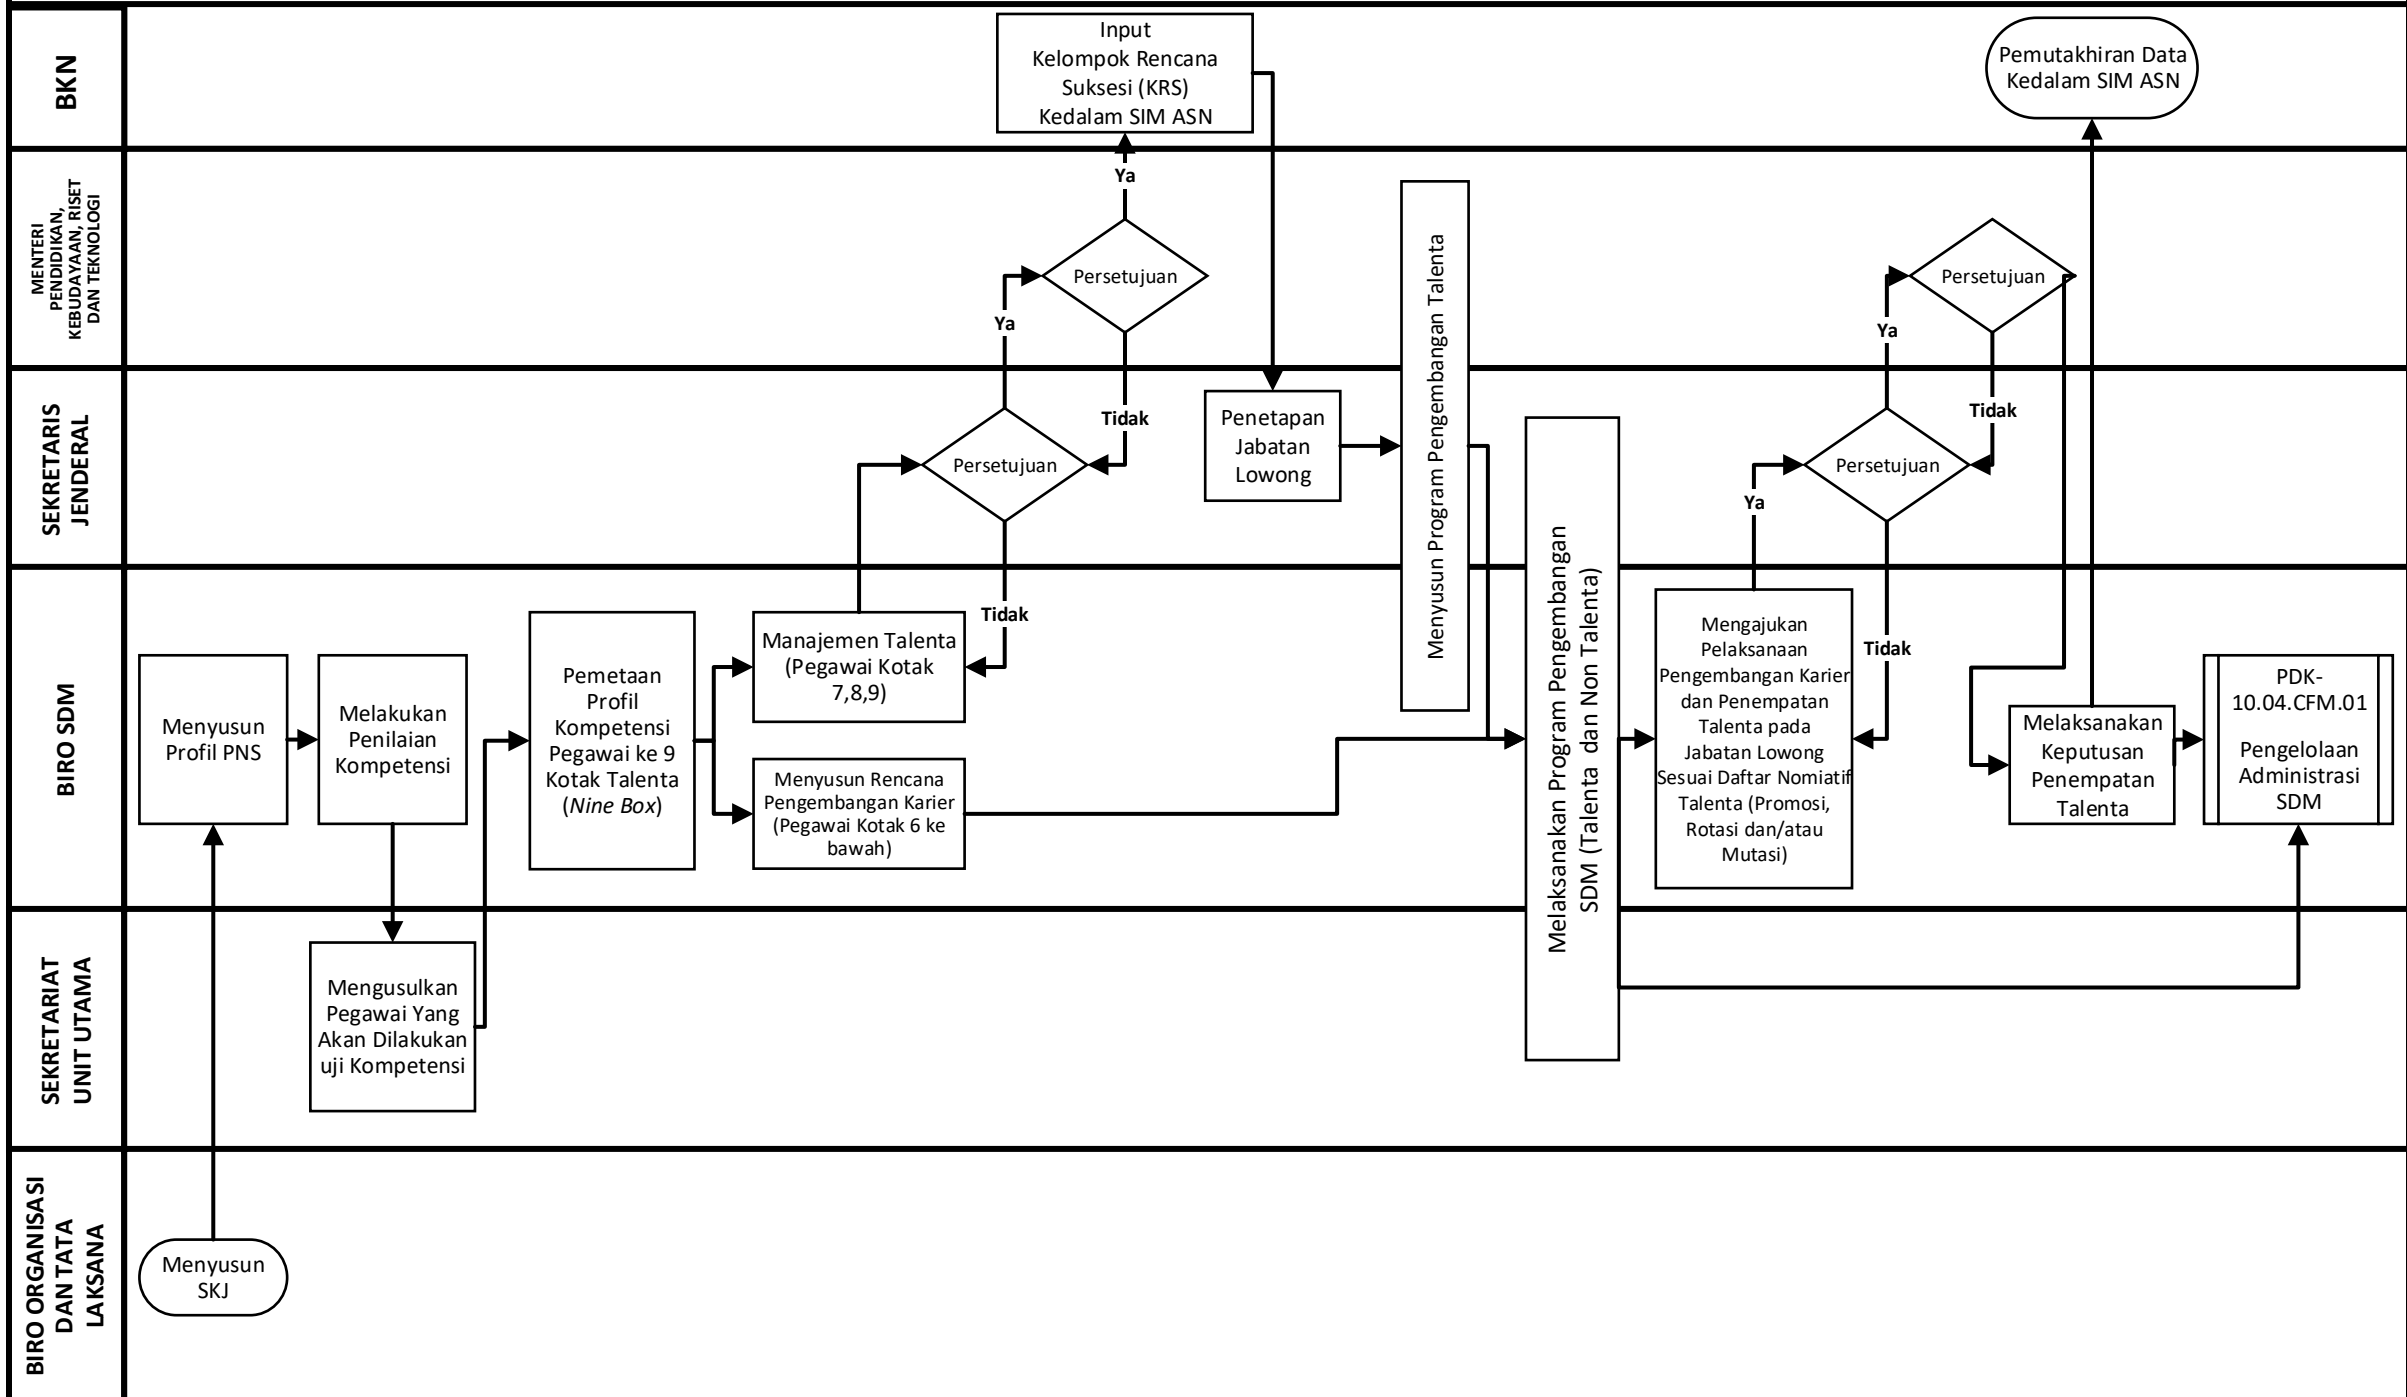 BKN
Input
Kelompok Rencana
Suksesi (KRS)
Kedalam SIM ASN
Pemutakhiran Data
Kedalam SIM ASN
MENTERI
PENDIDIKAN,
KEBUDAYAAN, RISET
DAN TEKNOLOGI
Ya
Persetujuan
Ya
Menyusun Program Pengembangan Talenta
Persetujuan
Ya
SEKRETARIS
JENDERAL
Tidak
Persetujuan
Penetapan
Jabatan
Lowong
Tidak
Persetujuan
Ya
BIRO SDM
Menyusun
Profil PNS
Melakukan
Penilaian
Kompetensi
Pemetaan
Profil
Kompetensi
Pegawai ke 9
Kotak Talenta
(Nine Box)
Tidak
Manajemen Talenta
(Pegawai Kotak
7,8,9)
Menyusun Rencana
Pengembangan Karier
(Pegawai Kotak 6 ke
bawah)
Melaksanakan Program Pengembangan
SDM (Talenta dan Non Talenta)
Mengajukan
Pelaksanaan
Pengembangan Karier
dan Penempatan
Talenta pada
Jabatan Lowong
Sesuai Daftar Nomiatif
Talenta (Promosi,
Rotasi dan/atau
Mutasi)
Tidak
Melaksanakan
Keputusan
Penempatan
Talenta
PDK-
10.04.CFM.01
Pengelolaan
Administrasi
SDM
SEKRETARIAT
UNIT UTAMA
Mengusulkan
Pegawai Yang
Akan Dilakukan
uji Kompetensi
BIRO ORGANISASI
DAN TATA
LAKSANA
Menyusun
SKJ